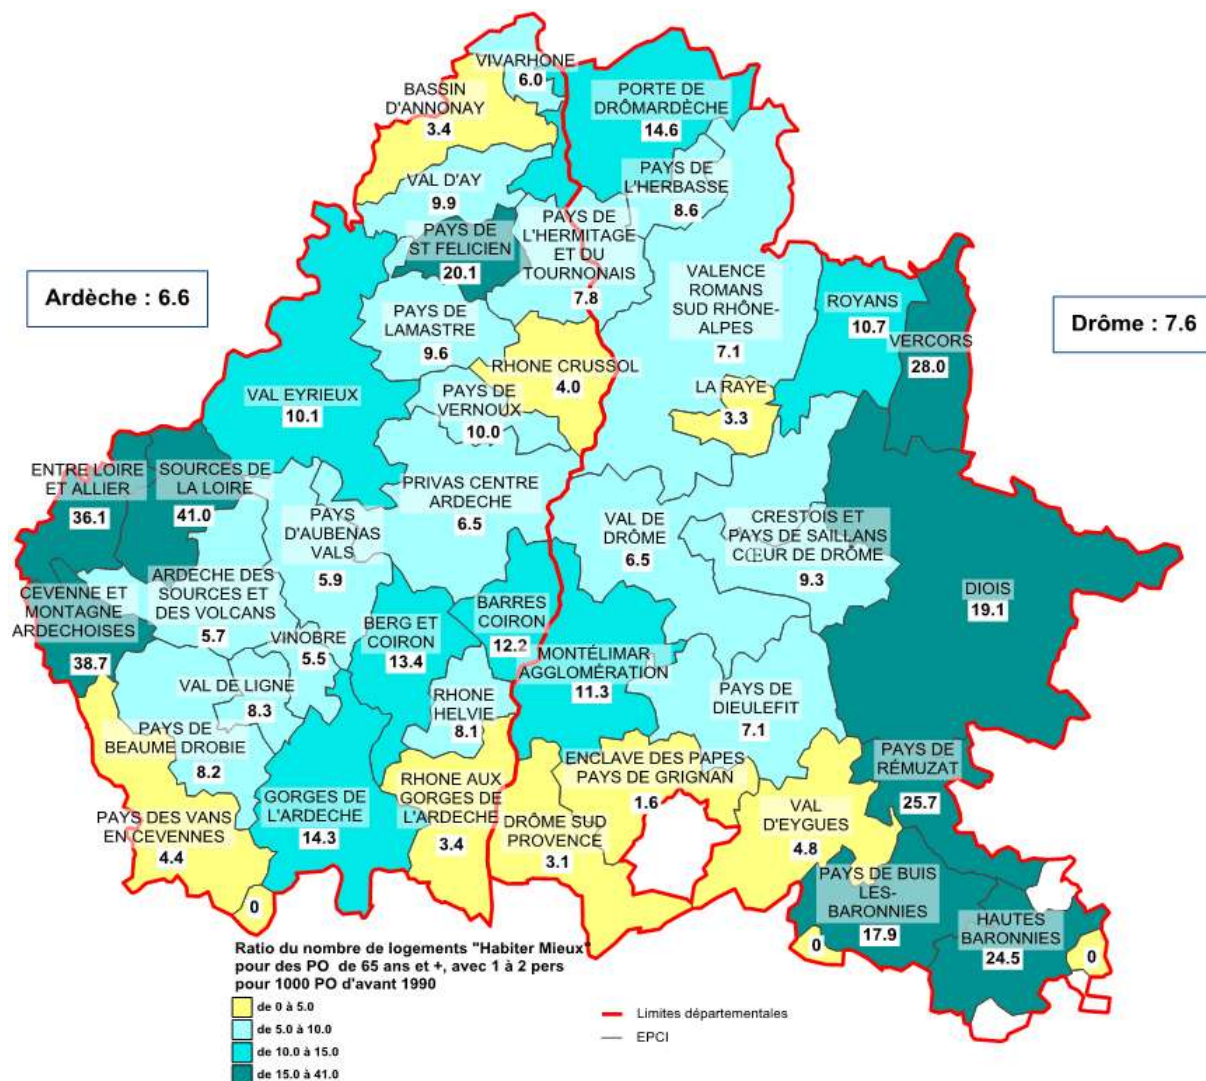 VIVARHONE
6.0
BASSIN
D'ANNONAY
3.4
PORTE DE
DRÔMARDÈCHE
14.6
VAL D'AY
9.9
PAYS DE
L'HERBASSE
8.6
PAYS DE
ST FELICIEN
20.1
PAYS DE
L'HERMITAGE
ET DU
TOURNONAIS
7.8
Ardèche : 6.6
VALENCE
ROMANS
SUD RHÔNE-
ALPES
7.1
ROYANS
10.7
VERCORS
28.0
Drôme : 7.6
PAYS DE
LAMASTRE
9.6
RHONE CRUSSOL
4.0
LA RAYE
3.3
VAL EYRIEUX
10.1
PAYS DE
VERNOUX
10.0
ENTRE LOIRE
ET ALLIER
36.1
SOURCES DE
LA LOIRE
41.0
PRIVAS CENTRE
ARDECHE
6.5
PAYS
D'AUBENAS
VALS
5.9
VAL DE
DRÔME
6.5
CRESTOIS ET
PAYS DE SAILLANS
CŒUR DE DRÔME
9.3
DIOIS
19.1
CEVENNE ET
MONTAGNE
ARDECHOISES
38.7
ARDECHE DES
SOURCES ET
DES VOLCANS
5.7
VINOBRE
5.5
BERG ET
COIRON
13.4
BARRES
COIRON
12.2
MONTÉLIMAR
AGGLOMÉRATION
11.3
VAL DE LIGNE
8.3
RHONE
HELVIE
8.1
PAYS DE
DIEULEFIT
7.1
PAYS DE
BEAUME DROBIE
8.2
PAYS DE
RÉMUZAT
25.7
ENCLAVE DES PAPES
PAYS DE GRIGNAN
1.6
RHONE AUX
GORGES DE
L'ARDECHE
3.4
GORGES DE
L'ARDECHE
14.3
PAYS DES VANS
EN CEVENNES
4.4
DRÔME SUD
PROVENCE
3.1
VAL
D'EYGUES
4.8
PAYS DE BUIS
LES-
BARONNIES
17.9
HAUTES
BARONNIES
24.5
0
0
0
Ratio du nombre de logements "Habiter Mieux"
pour des PO de 65 ans et +, avec 1 à 2 pers
pour 1000 PO d'avant 1990
de 0 à 5.0
de 5.0 à 10.0
de 10.0 à 15.0
de 15.0 à 41.0
Limites départementales
EPCI